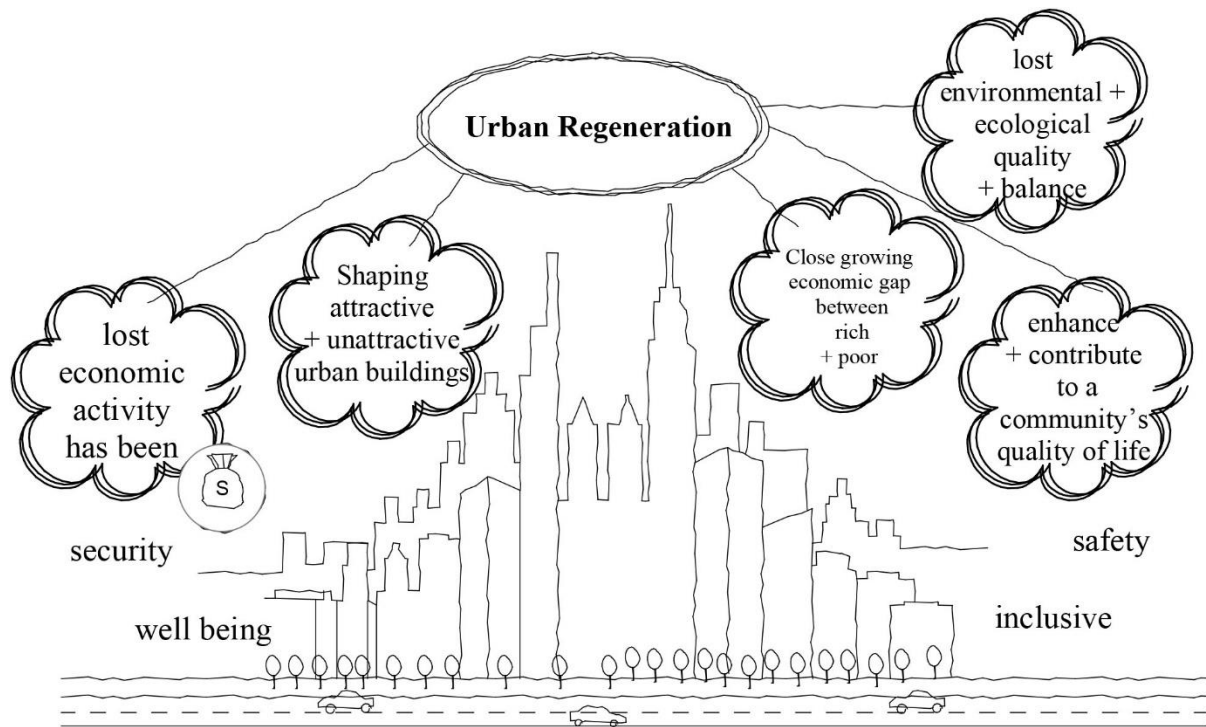 Urban Regeneration
lost
environmental +
ecological
quality
+ balance
Shaping
attractive
+ unattractive
urban buildings
Close growing
economic gap
between
rich
+ poor
lost
economic
activity
has been
S
enhance
+ contribute
to a
community’s
quality of life
security
safety
well being
inclusive